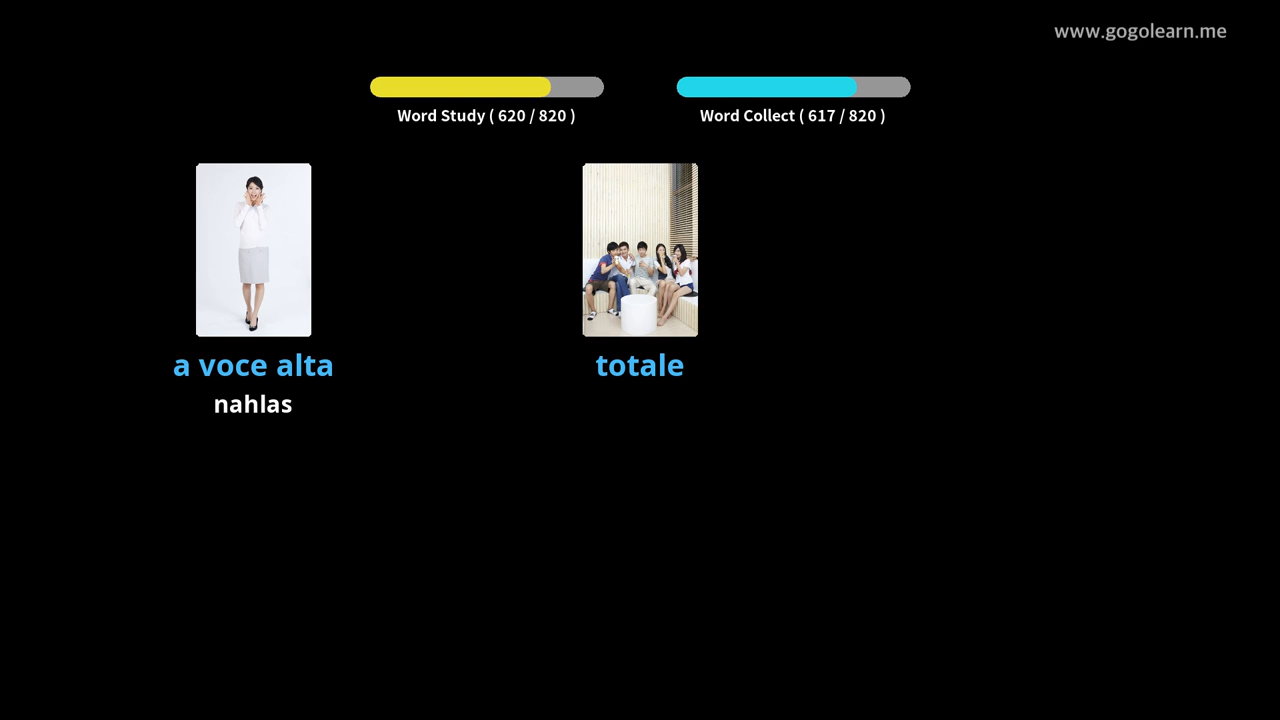 www.gogolearn.me
Word Study ( 620 / 820 )
Word Collect ( 617 / 820 )
a voce alta
nahlas
totale